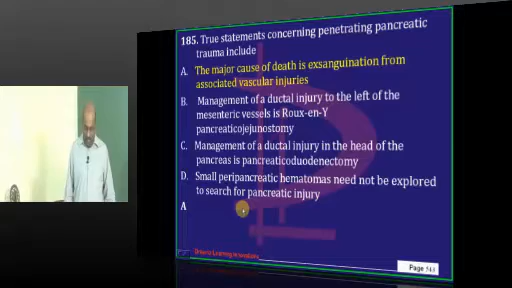 185. True statements concerning penetrating pancreatic
trauma include
A. The major cause of death is exsanguination from
associated vascular injuries
B. Management of a ductal injury to the left of the
mesenteric vessels is Roux-en-Y
pancreaticojejunostomy
C. Management of a ductal injury in the head of the
pancreas is pancreaticoduodenectomy
D. Small peripancreatic hematomas need not be explored
to search for pancreatic injury
A
Page